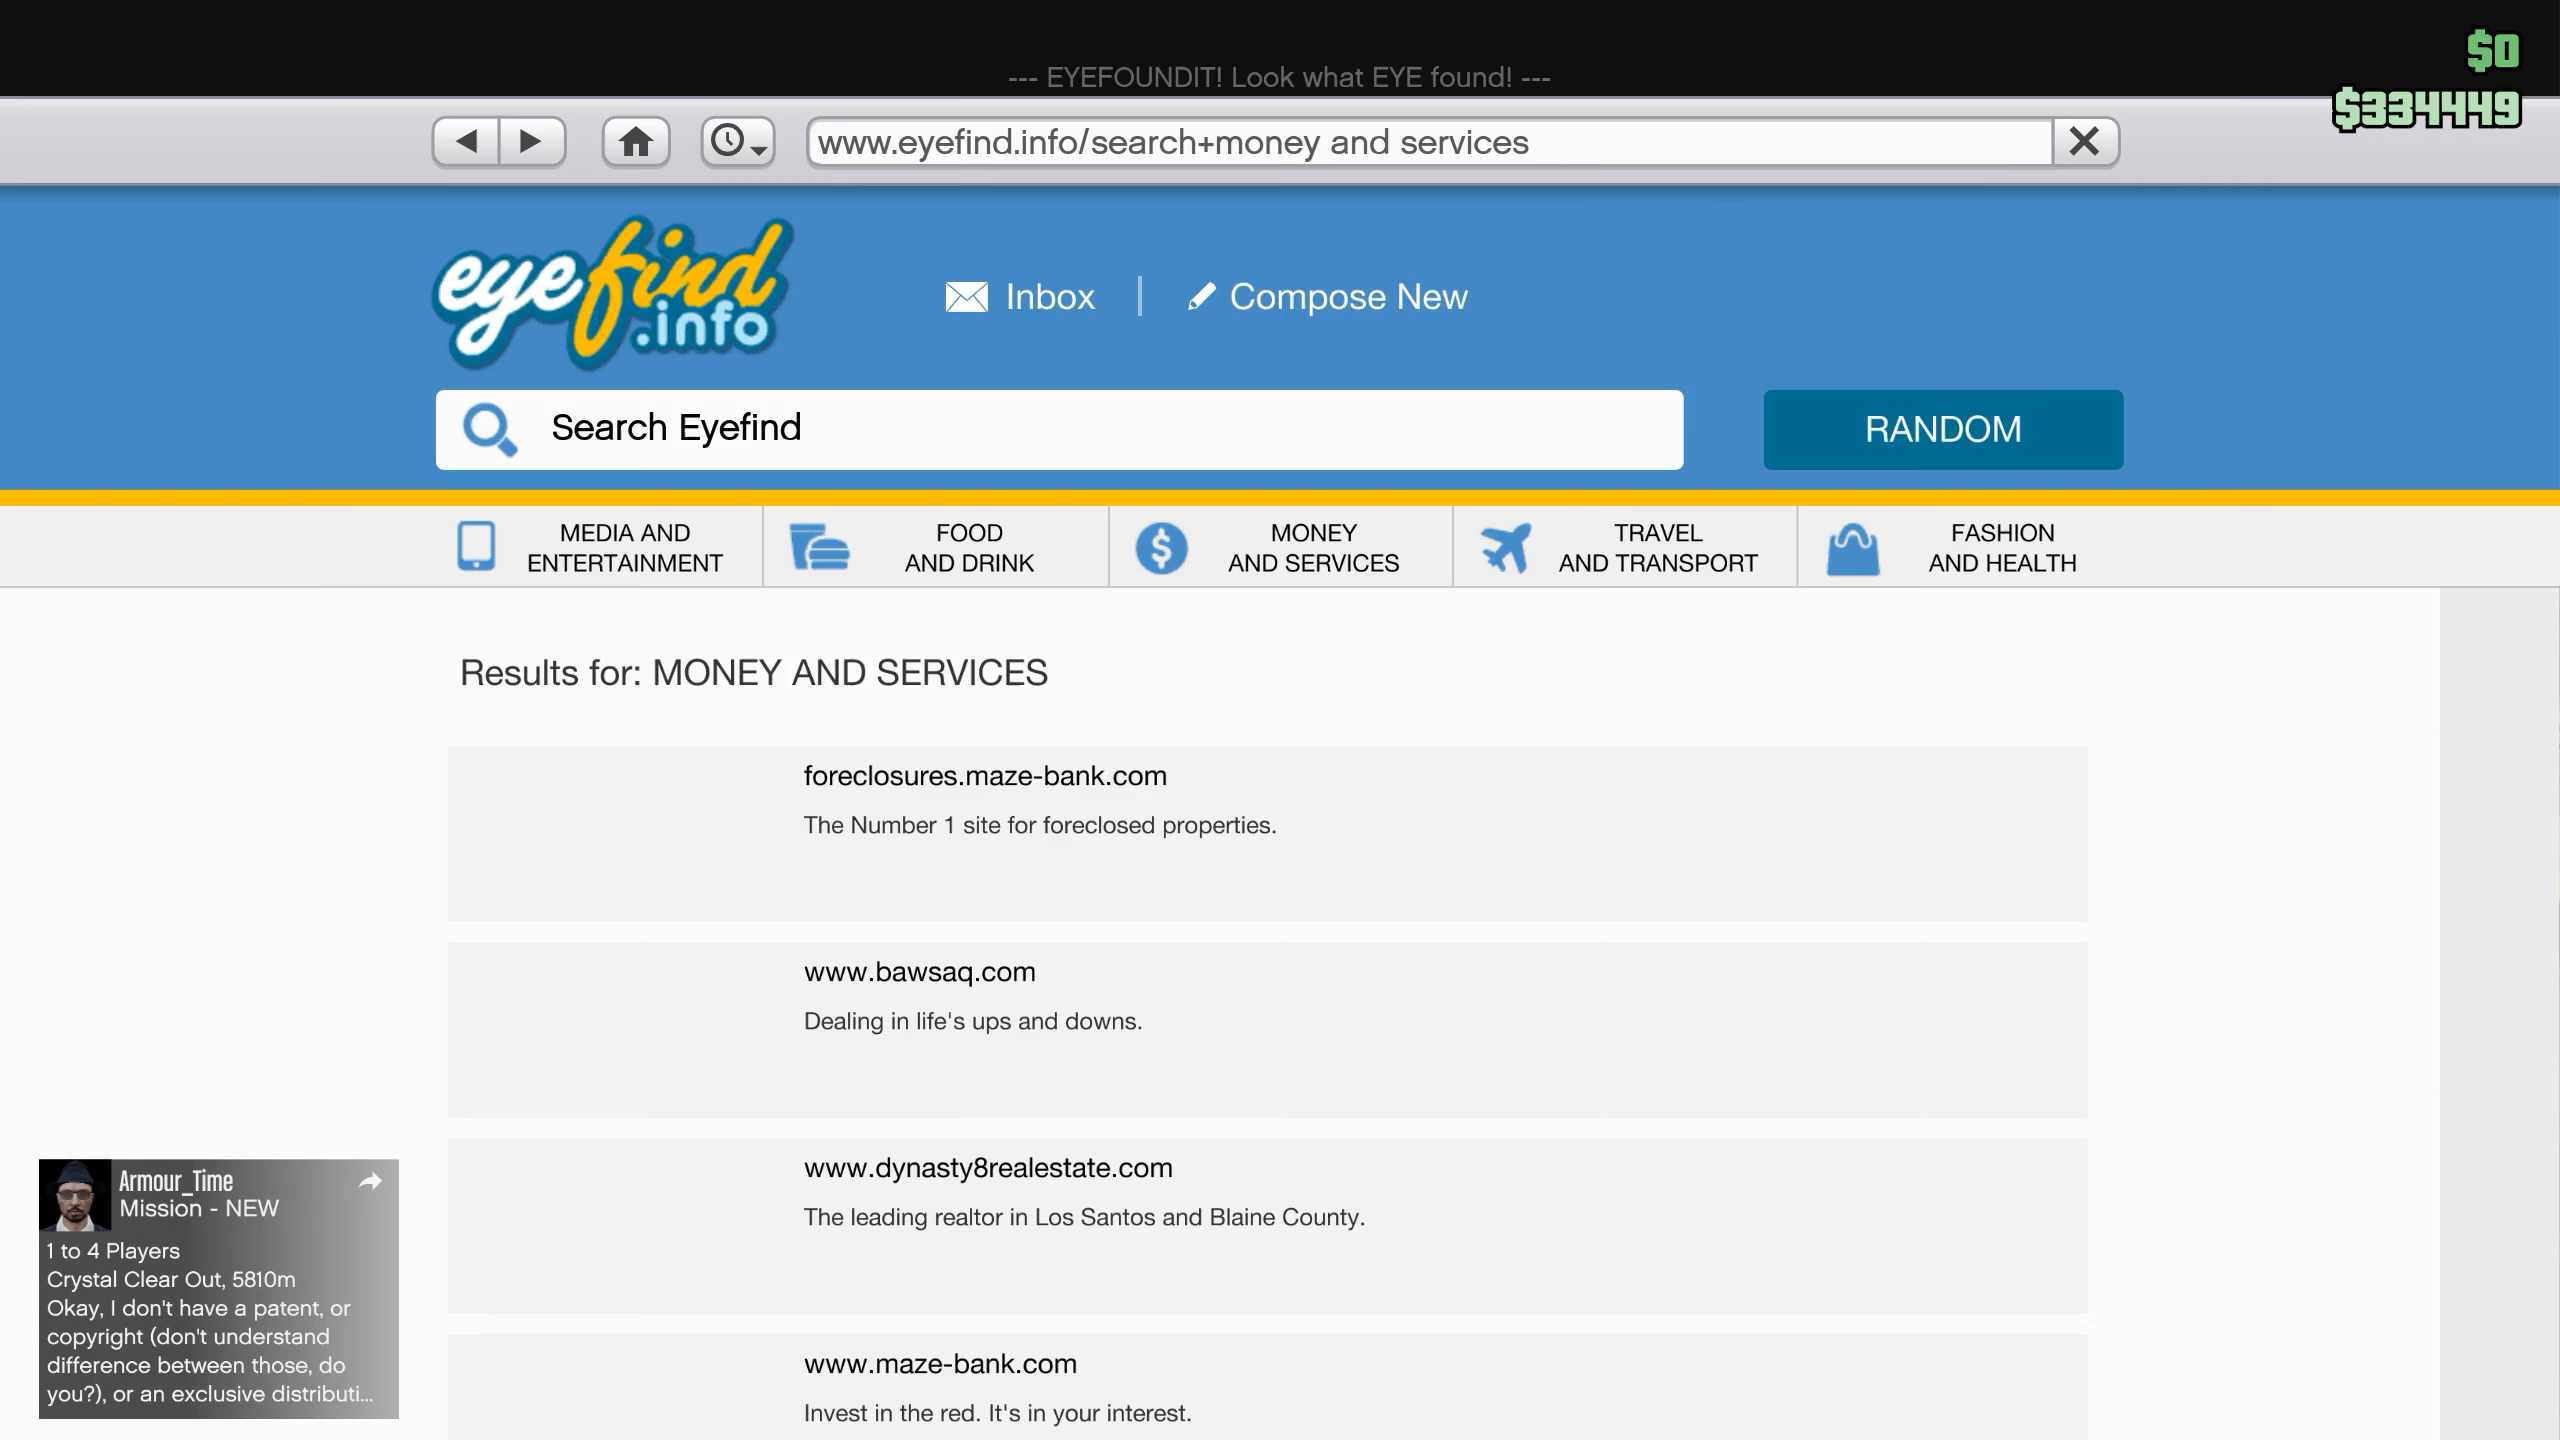 --- EYEFOUNDIT! Look what EYE found! ---
$0
$334449
www.eyefind.info/search+money and services
eyefind
.info
Inbox
Compose New
Search Eyefind
RANDOM
MEDIA AND
ENTERTAINMENT
FOOD
AND DRINK
MONEY
AND SERVICES
TRAVEL
AND TRANSPORT
FASHION
AND HEALTH
Results for: MONEY AND SERVICES
foreclosures.maze-bank.com
The Number 1 site for foreclosed properties.
www.bawsaq.com
Dealing in life's ups and downs.
www.dynasty8realestate.com
The leading realtor in Los Santos and Blaine County.
www.maze-bank.com
Invest in the red. It's in your interest.
Armour_Time
Mission - NEW
1 to 4 Players
Crystal Clear Out, 5810m
Okay, I don't have a patent, or
copyright (don't understand
difference between those, do
you?), or an exclusive distributi...